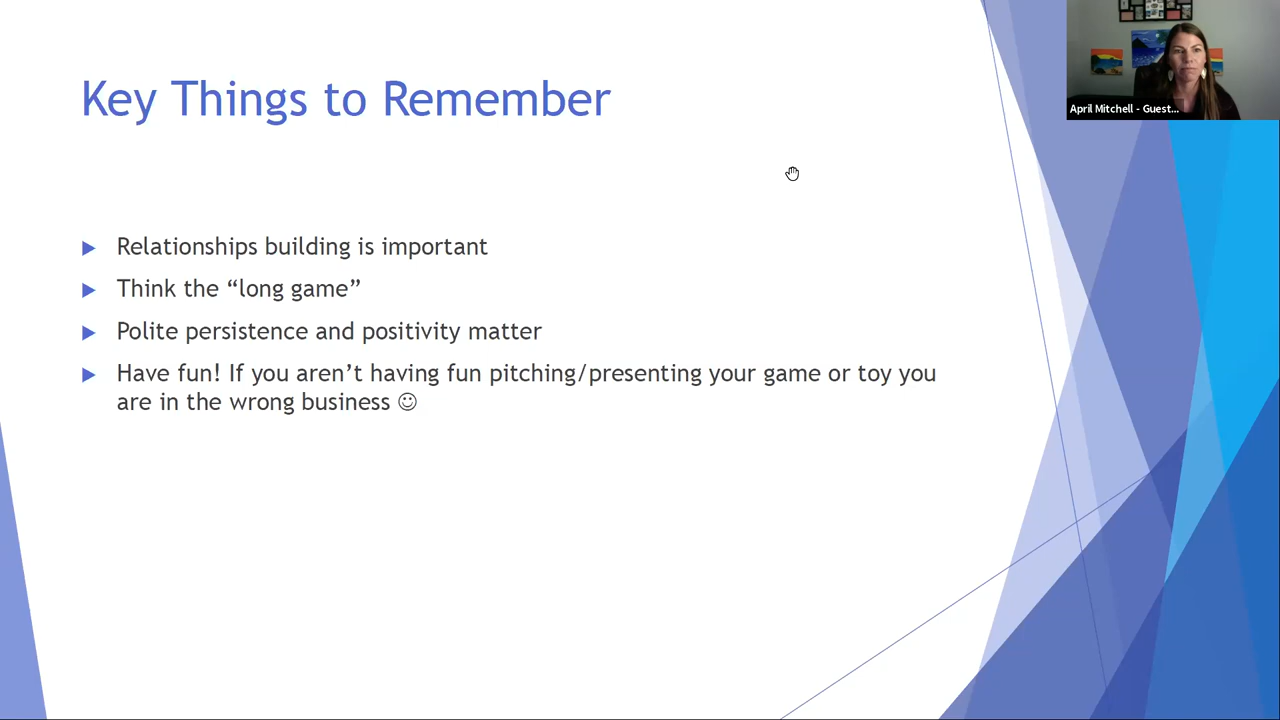 Key Things to Remember
Relationships building is important
Think the “long game”
Polite persistence and positivity matter
Have fun! If you aren’t having fun pitching/presenting your game or toy you
are in the wrong business ☺
April Mitchell - Guest...